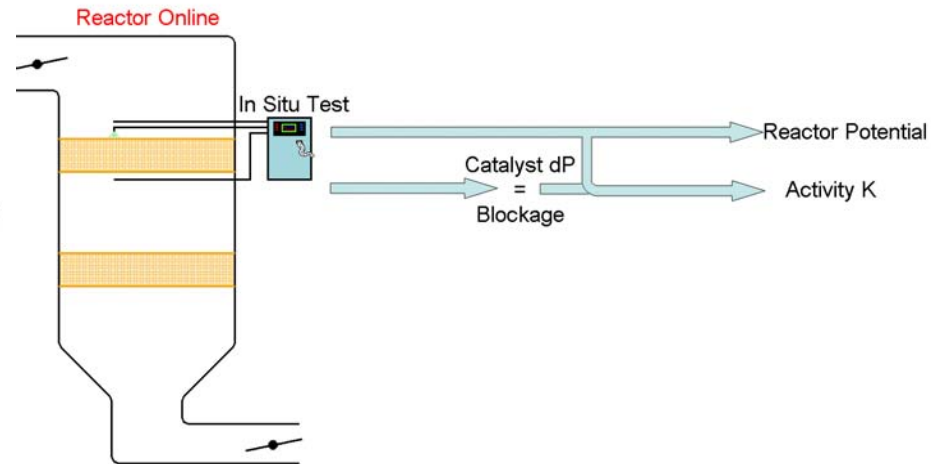 Reactor Online
In Situ Test
Reactor Potential
Catalyst dP
=
Blockage
Activity K